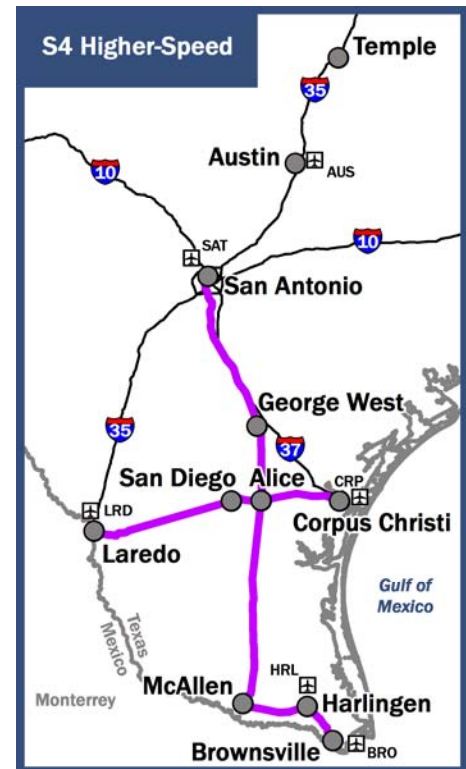 S4 Higher-Speed
Temple
35
Austin
AUS
10
SAT
10
San Antonio
George West
35
37
San Diego
Alice
CRP
LRD
Corpus Christi
Laredo
Gulf of
Mexico
Texas
Mexico
HRL
McAllen
Monterrey
Harlingen
Brownsville
BRO